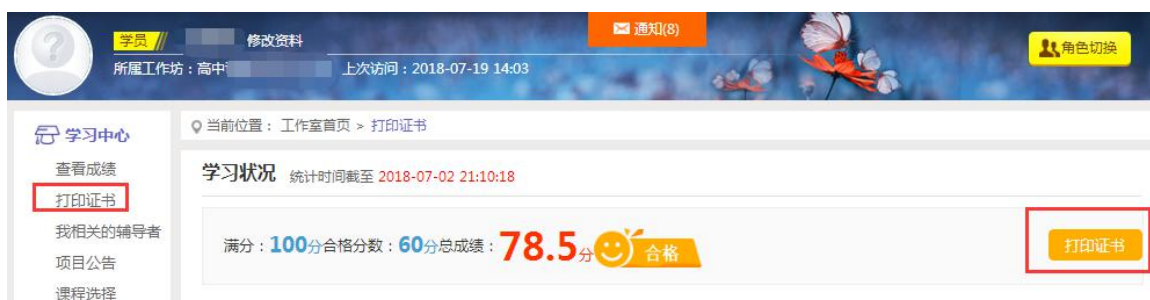 学员 修改资料 通知(8)
角色切换
所属工作坊：高中 上次访问：2018-07-19 14:03
学习中心
当前位置： 工作室首页 > 打印证书
查看成绩
学习状况 统计时间截至 2018-07-02 21:10:18
打印证书
我相关的辅导者
满分：100分合格分数：60分总成绩：78.5分 合格 打印证书
项目公告
课程选择